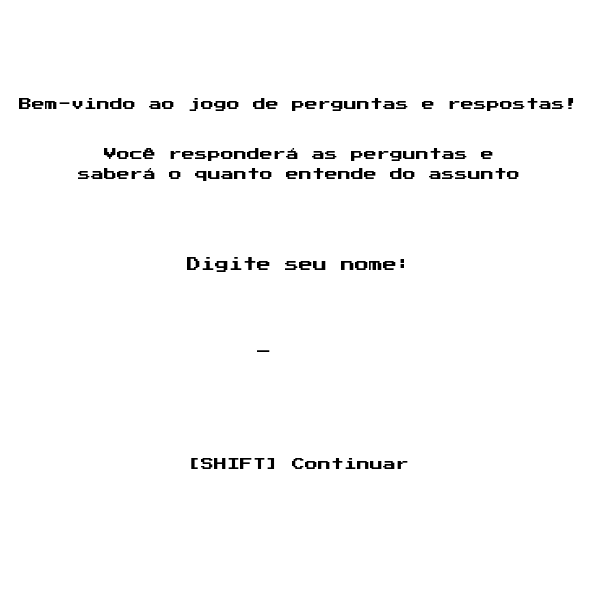 Bem-vindo ao jogo de perguntas e respostas!
Você responderá as perguntas e
saberá o quanto entende do assunto
Digite seu nome:
_
[SHIFT] Continuar